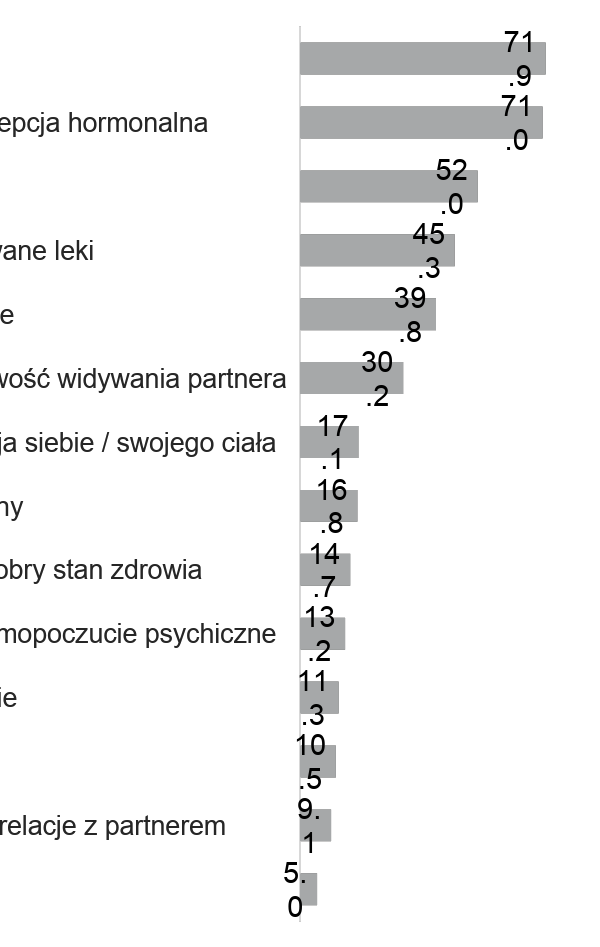 71
.9
epcja hormonalna
71
.0
52
.0
wane leki
45
.3
e
39
.8
wość widywania partnera
30
.2
ja siebie / swojego ciała
17
.1
ny
16
.8
obry stan zdrowia
14
.7
mopoczucie psychiczne
13
.2
ie
11
.3
10
.5
relacje z partnerem
9.
1
5.
0